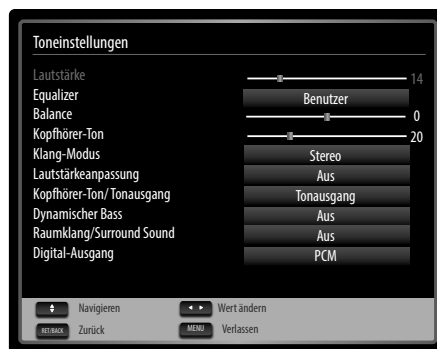 Toneinstellungen
Lautstärke 14
Equalizer Benutzer
Balance 0
Kopfhörer-Ton 20
Klang-Modus Stereo
Lautstärkeanpassung Aus
Kopfhörer-Ton/ Tonausgang Tonausgang
Dynamischer Bass Aus
Raumklang/Surround Sound Aus
Digital-Ausgang PCM
Navigieren Wert ändern
RET/BACK Zurück MENU Verlassen